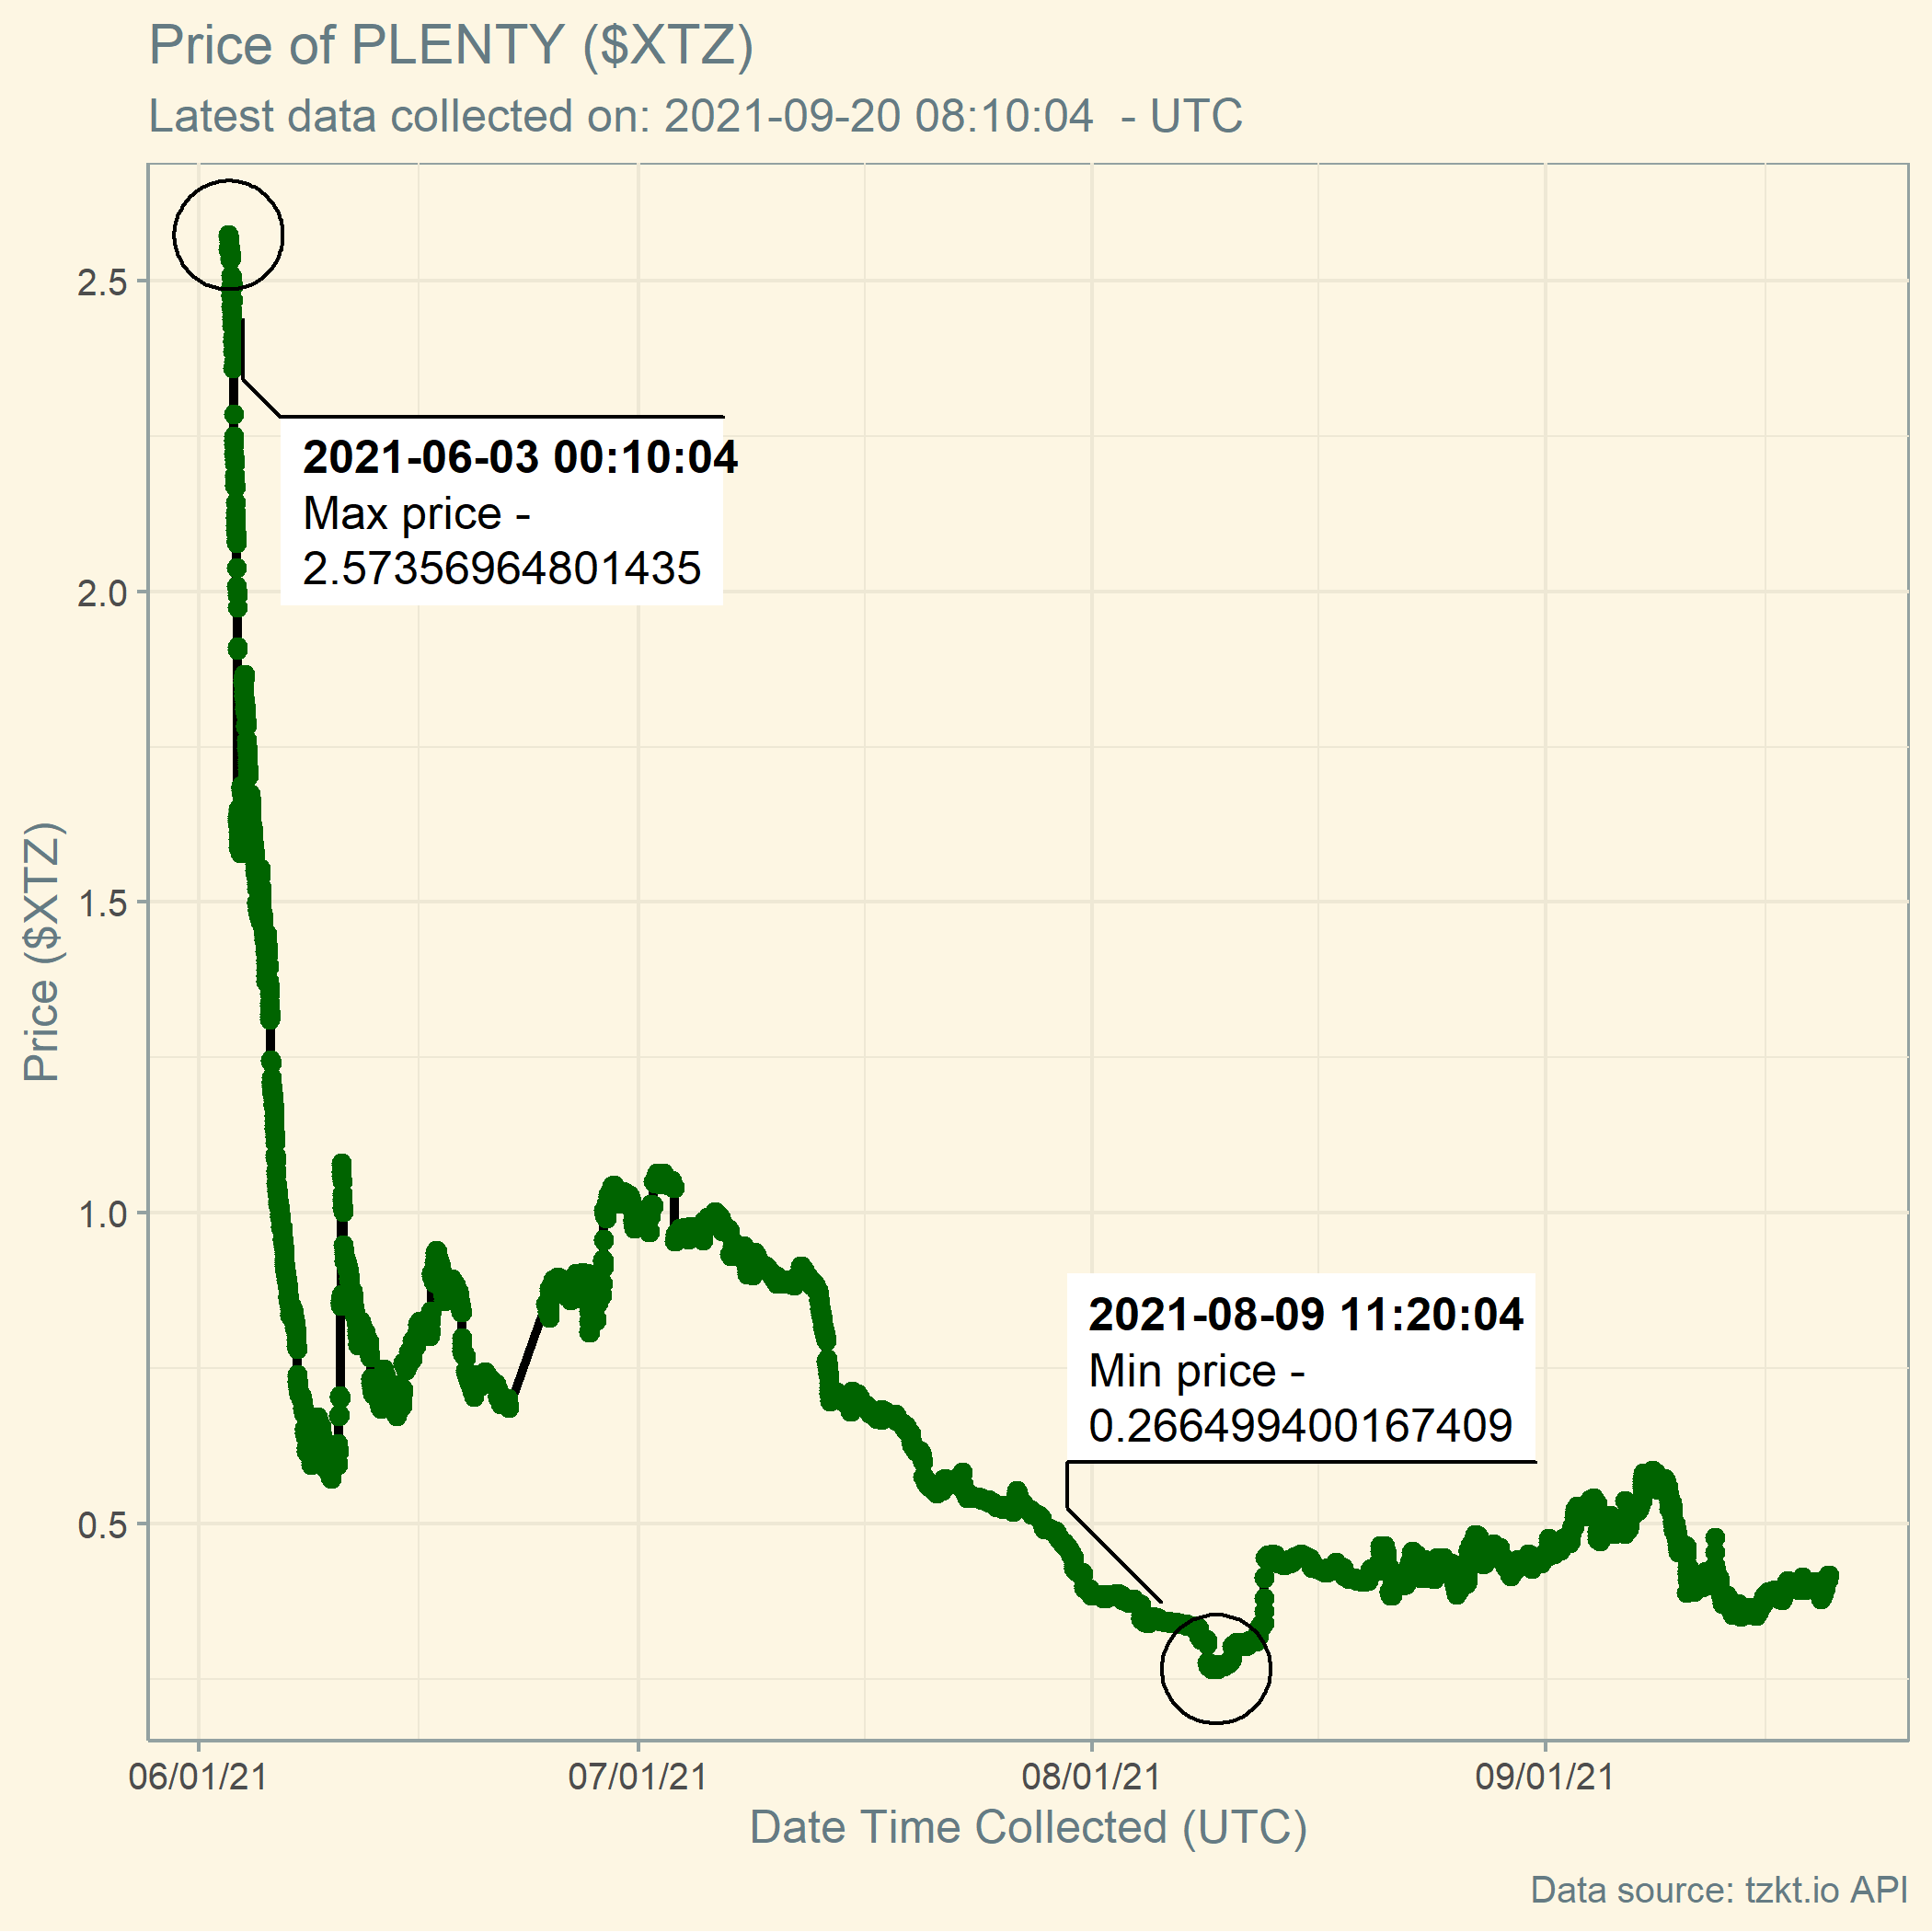 Price of PLENTY ($XTZ)
Latest data collected on: 2021-09-20 08:10:04  - UTC
Price ($XTZ)
2.5
2.0
1.5
1.0
0.5
2021-06-03 00:10:04
Max price -
2.57356964801435
2021-08-09 11:20:04
Min price -
0.266499400167409
06/01/21
07/01/21
08/01/21
09/01/21
Date Time Collected (UTC)
Data source: tzkt.io API